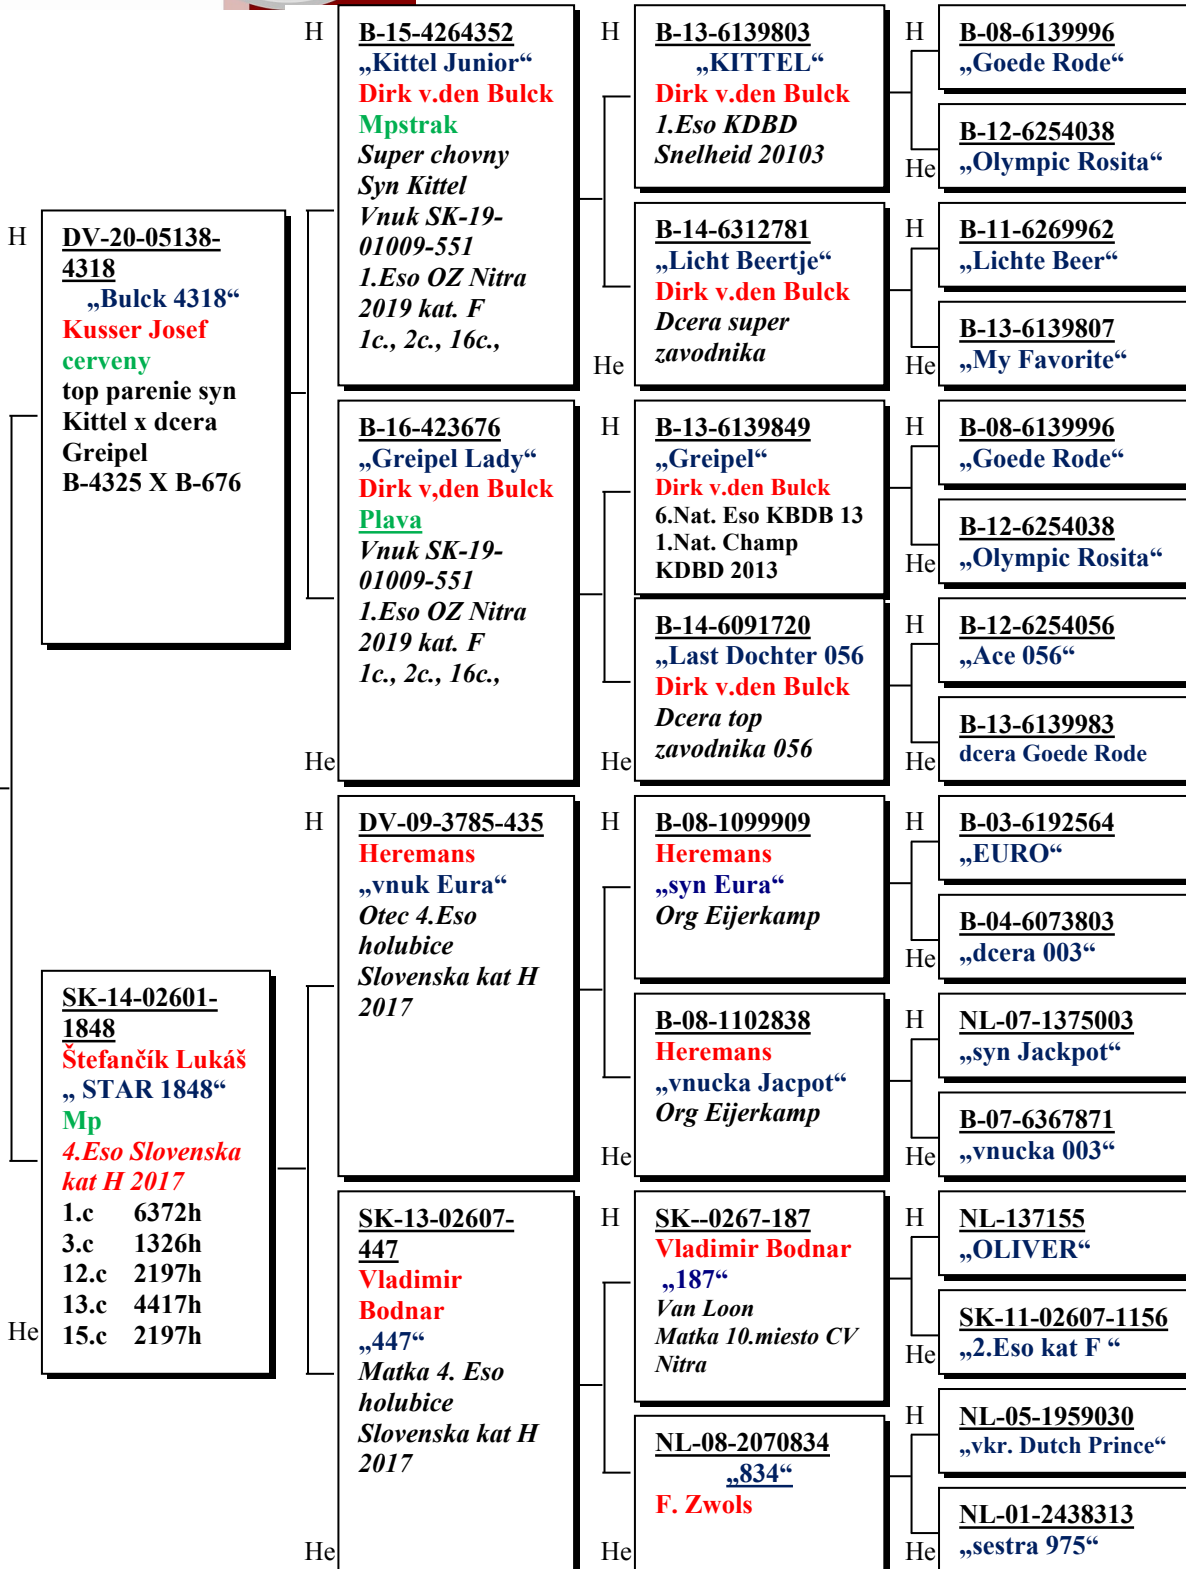 H
DV-20-05138-
4318
„Bulck 4318“
Kusser Josef
cerveny
top parenie syn
Kittel x dcera
Greipel
B-4325 X B-676
He
SK-14-02601-
1848
Štefančík Lukáš
„ STAR 1848“
Mp
4.Eso Slovenska
kat H 2017
1.c 6372h
3.c 1326h
12.c 2197h
13.c 4417h
15.c 2197h
H
B-15-4264352
„Kittel Junior“
Dirk v.den Bulck
Mpstrak
Super chovny
Syn Kittel
Vnuk SK-19-
01009-551
1.Eso OZ Nitra
2019 kat. F
1c., 2c., 16c.,
He
B-16-423676
„Greipel Lady“
Dirk v,den Bulck
Plava
Vnuk SK-19-
01009-551
1.Eso OZ Nitra
2019 kat. F
1c., 2c., 16c.,
H
DV-09-3785-435
Heremans
„vnuk Eura“
Otec 4.Eso
holubice
Slovenska kat H
2017
He
SK-13-02607-
447
Vladimir
Bodnar
„447“
Matka 4. Eso
holubice
Slovenska kat H
2017
H
B-13-6139803
„KITTEL“
Dirk v.den Bulck
1.Eso KDBD
Snelheid 20103
He
B-14-6312781
„Licht Beertje“
Dirk v.den Bulck
Dcera super
zavodnika
H
B-13-6139849
„Greipel“
Dirk v.den Bulck
6.Nat. Eso KBDB 13
1.Nat. Champ
KDBD 2013
He
B-14-6091720
„Last Dochter 056
Dirk v.den Bulck
Dcera top
zavodnika 056
H
B-08-1099909
Heremans
„syn Eura“
Org Eijerkamp
He
B-08-1102838
Heremans
„vnucka Jacpot“
Org Eijerkamp
H
SK--0267-187
Vladimir Bodnar
„187“
Van Loon
Matka 10.miesto CV
Nitra
He
NL-08-2070834
„834“
F. Zwols
H
B-08-6139996
„Goede Rode“
He
B-12-6254038
„Olympic Rosita“
H
B-11-6269962
„Lichte Beer“
He
B-13-6139807
„My Favorite“
H
B-08-6139996
„Goede Rode“
He
B-12-6254038
„Olympic Rosita“
H
B-12-6254056
„Ace 056“
He
B-13-6139983
dcera Goede Rode
H
B-03-6192564
„EURO“
He
B-04-6073803
„dcera 003“
H
NL-07-1375003
„syn Jackpot“
He
B-07-6367871
„vnucka 003“
H
NL-137155
„OLIVER“
He
SK-11-02607-1156
„2.Eso kat F “
H
NL-05-1959030
„vkr. Dutch Prince“
He
NL-01-2438313
„sestra 975“